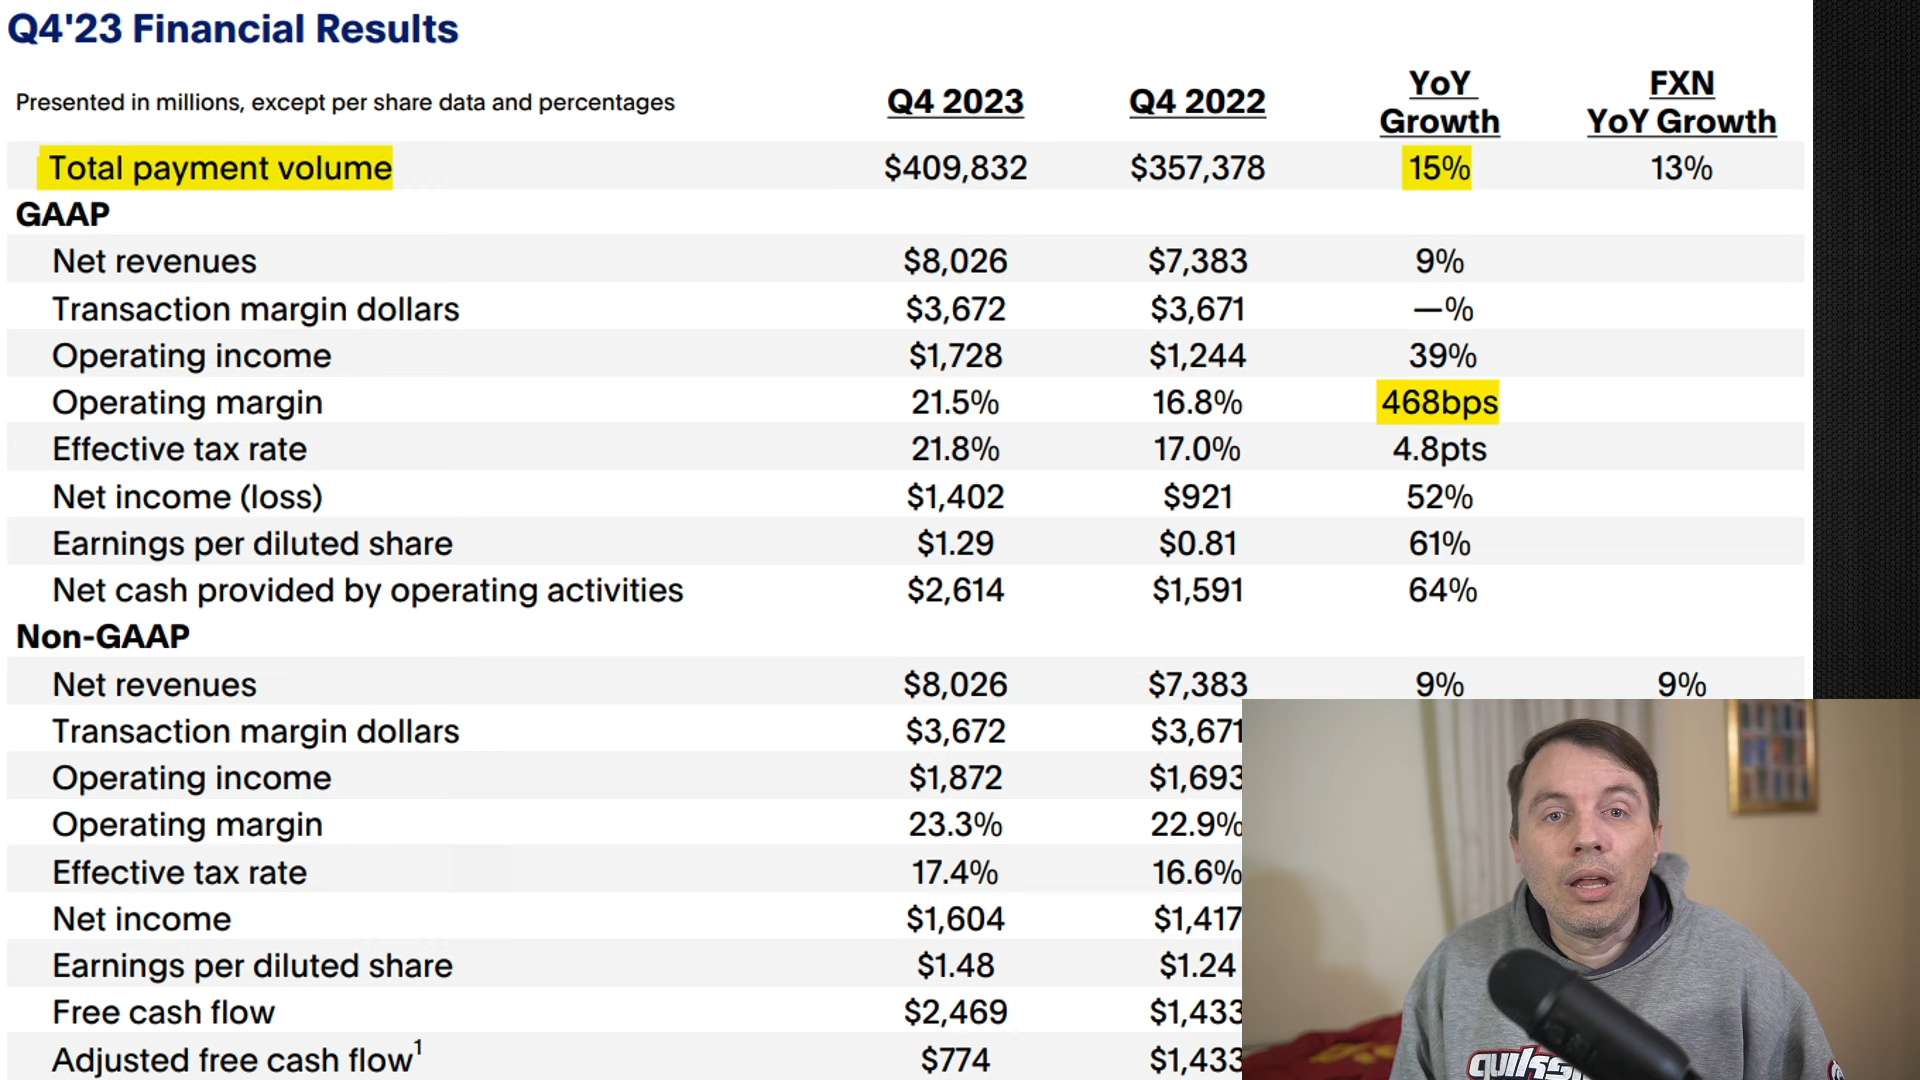 Q4'23 Financial Results
Presented in millions, except per share data and percentages Q4 2023 Q4 2022 YoY Growth FXN YoY Growth
Total payment volume $409,832 $357,378 15% 13%
GAAP
Net revenues $8,026 $7,383 9%
Transaction margin dollars $3,672 $3,671 —%
Operating income $1,728 $1,244 39%
Operating margin 21.5% 16.8% 468bps
Effective tax rate 21.8% 17.0% 4.8pts
Net income (loss) $1,402 $921 52%
Earnings per diluted share $1.29 $0.81 61%
Net cash provided by operating activities $2,614 $1,591 64%
Non-GAAP
Net revenues $8,026 $7,383 9% 9%
Transaction margin dollars $3,672 $3,671
Operating income $1,872 $1,693
Operating margin 23.3% 22.9%
Effective tax rate 17.4% 16.6%
Net income $1,604 $1,417
Earnings per diluted share $1.48 $1.24
Free cash flow $2,469 $1,433
Adjusted free cash flow¹ $774 $1,433